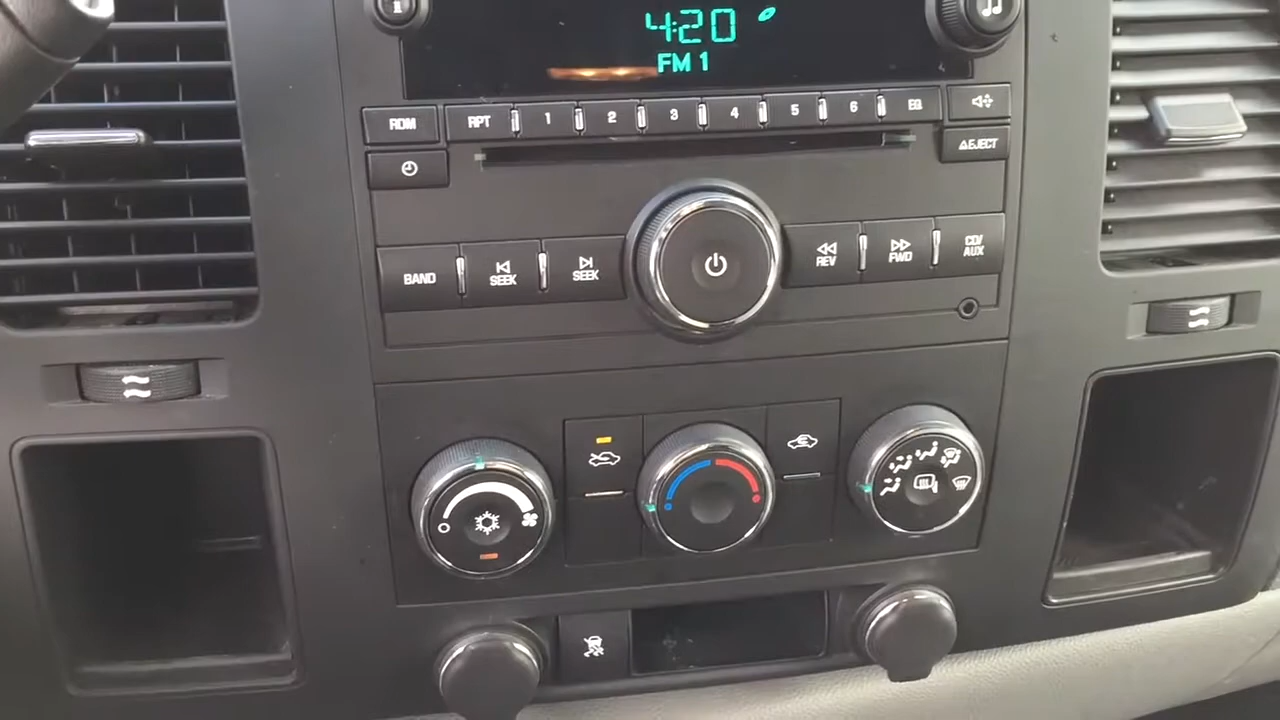 4:20
FM 1
RDM
RPT
1
2
3
4
5
6
EQ
EJECT
BAND
SEEK
SEEK
REV
FWD
CD/
AUX